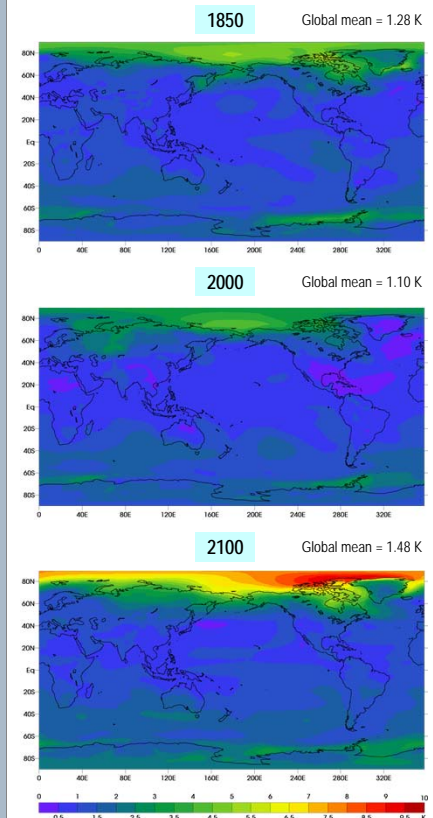 1850 Global mean = 1.28 K
80N
60N
40N
20N
Eq
20S
40S
60S
80S
0 40E 80E 120E 160E 200E 240E 280E 320E
2000 Global mean = 1.10 K
80N
60N
40N
20N
Eq
20S
40S
60S
80S
0 40E 80E 120E 160E 200E 240E 280E 320E
2100 Global mean = 1.48 K
80N
60N
40N
20N
Eq
20S
40S
60S
80S
0 40E 80E 120E 160E 200E 240E 280E 320E
0 1 2 3 4 5 6 7 8 9 10
0.5 1.5 2.5 3.5 4.5 5.5 6.5 7.5 8.5 9.5 K